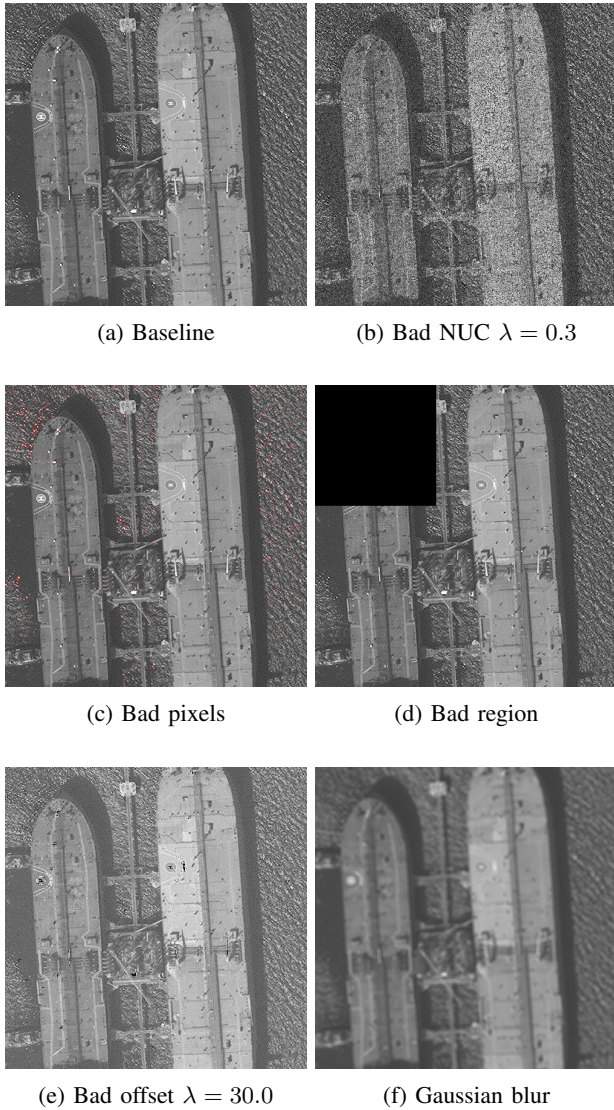 (a) Baseline
(b) Bad NUC λ = 0.3
(c) Bad pixels
(d) Bad region
(e) Bad offset λ = 30.0
(f) Gaussian blur